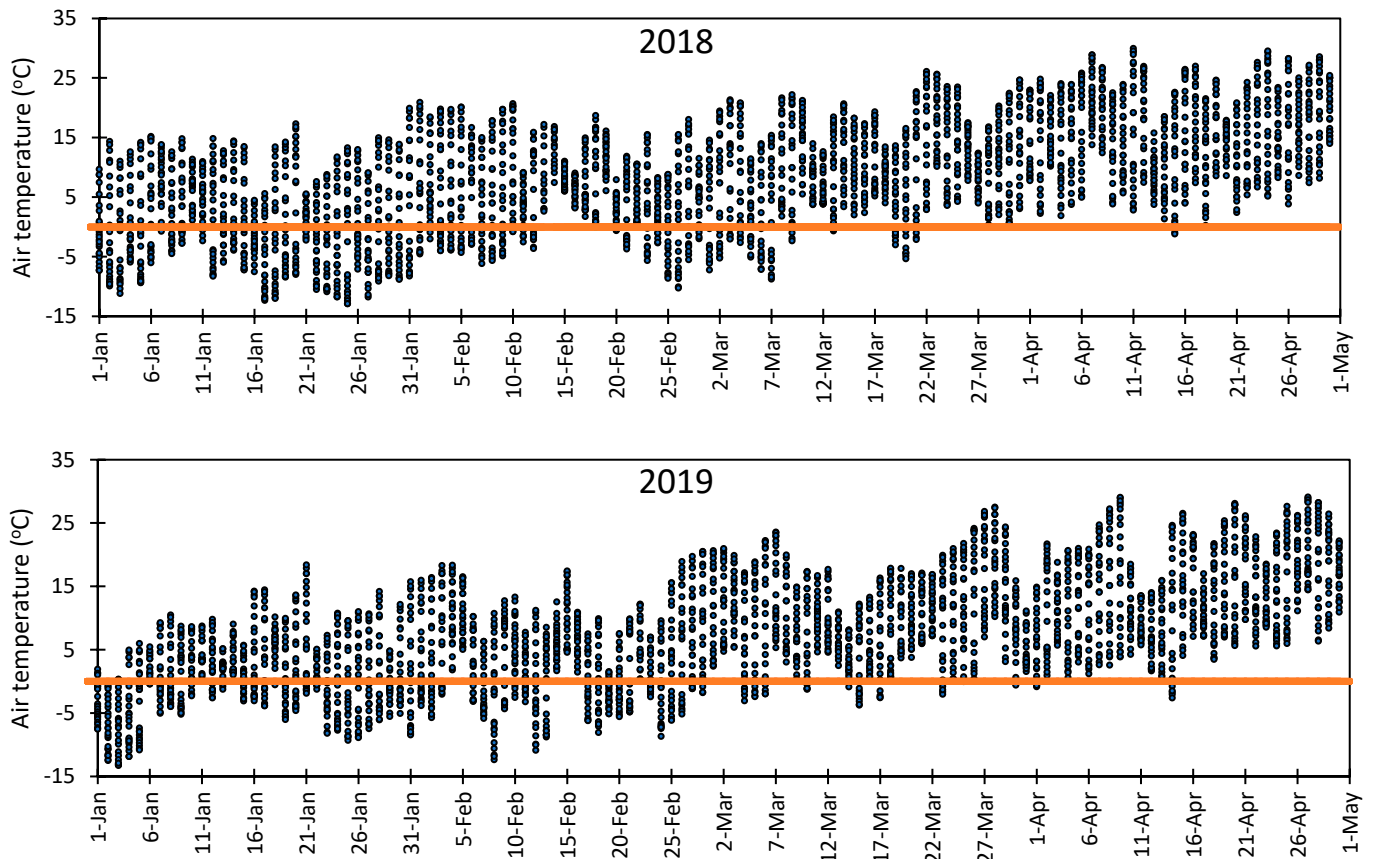 2018
Air temperature (ºC)
35
25
15
5
-5
-15
1-Jan
6-Jan
11-Jan
16-Jan
21-Jan
26-Jan
31-Jan
5-Feb
10-Feb
15-Feb
20-Feb
25-Feb
2-Mar
7-Mar
12-Mar
17-Mar
22-Mar
27-Mar
1-Apr
6-Apr
11-Apr
16-Apr
21-Apr
26-Apr
1-May
2019
Air temperature (ºC)
35
25
15
5
-5
-15
1-Jan
6-Jan
11-Jan
16-Jan
21-Jan
26-Jan
31-Jan
5-Feb
10-Feb
15-Feb
20-Feb
25-Feb
2-Mar
7-Mar
12-Mar
17-Mar
22-Mar
27-Mar
1-Apr
6-Apr
11-Apr
16-Apr
21-Apr
26-Apr
1-May